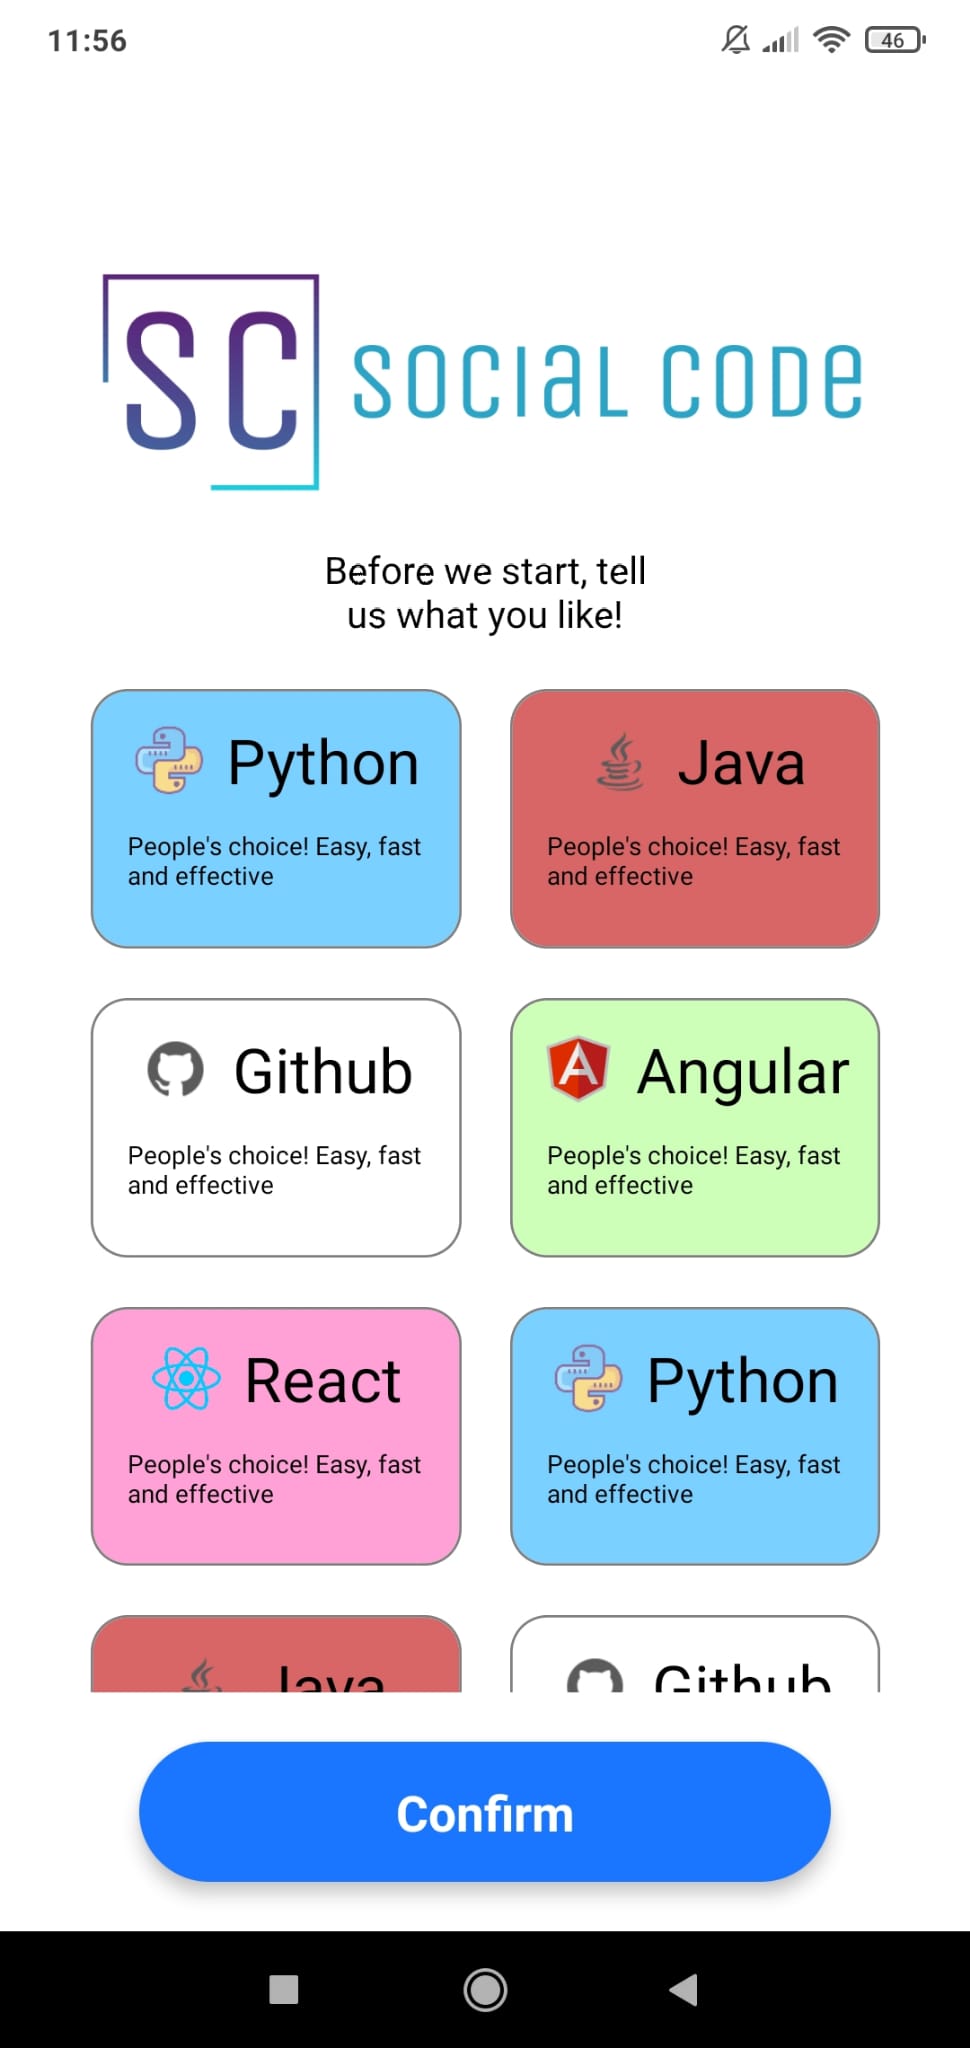 11:56
46
SC
SOCIAL CODE
Before we start, tell
us what you like!
Python
People's choice! Easy, fast
and effective
Java
People's choice! Easy, fast
and effective
Github
People's choice! Easy, fast
and effective
Angular
People's choice! Easy, fast
and effective
React
People's choice! Easy, fast
and effective
Python
People's choice! Easy, fast
and effective
Java
Github
Confirm